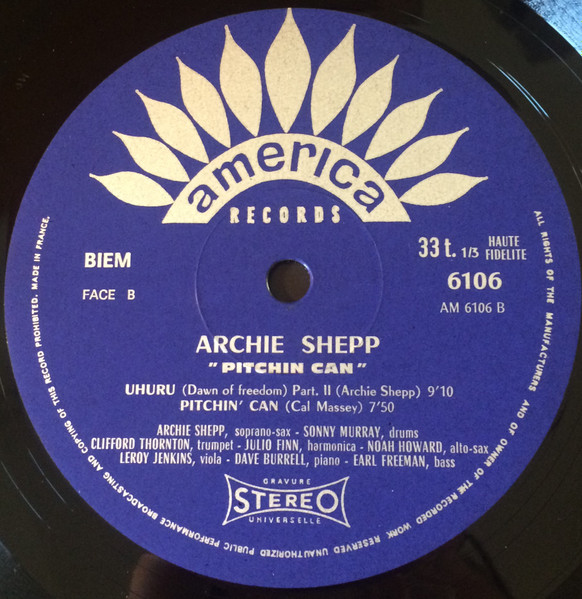 america
RECORDS
BIEM
FACE B
33 t. 1/3 HAUTE FIDELITE
6106
AM 6106 B
ARCHIE SHEPP
" PITCHIN CAN "
UHURU (Dawn of freedom) Part. II (Archie Shepp) 9'10
PITCHIN' CAN (Cal Massey) 7'50
ARCHIE SHEPP, soprano-sax - SONNY MURRAY, drums
CLIFFORD THORNTON, trumpet - JULIO FINN, harmonica - NOAH HOWARD, alto-sax
LEROY JENKINS, viola - DAVE BURRELL, piano - EARL FREEMAN, bass
GRAVURE
STEREO
UNIVERSELLE
ALL RIGHTS OF THE MANUFACTURERS AND OF OWNER OF THE RECORDED WORK RESERVED UNAUTHORIZED PUBLIC PERFORMANCE BROADCASTING AND COPYING OF THIS RECORD PROHIBITED. MADE IN FRANCE.